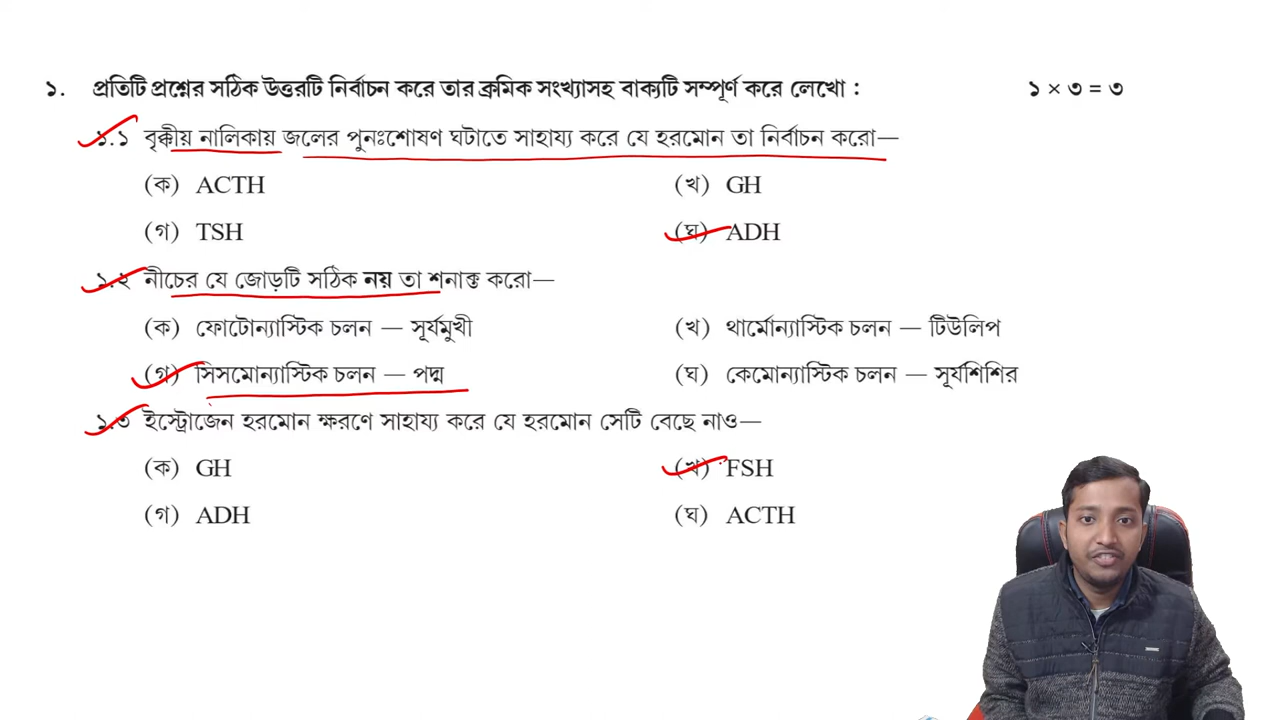 ১. প্রতিটি প্রশ্নের সঠিক উত্তরটি নির্বাচন করে তার ক্রমিক সংখ্যাসহ বাক্যটি সম্পূর্ণ করে লেখো : ১ × ৩ = ৩
১.১ বৃক্কীয় নালিকায় জলের পুনঃশোষণ ঘটাতে সাহায্য করে যে হরমোন তা নির্বাচন করো—
(ক) ACTH (খ) GH
(গ) TSH (ঘ) ADH
১.২ নীচের যে জোড়টি সঠিক নয় তা শনাক্ত করো—
(ক) ফোটোন্যাস্টিক চলন — সূর্যমুখী (খ) থার্মোন্যাস্টিক চলন — টিউলিপ
(গ) সিসমোন্যাস্টিক চলন — পদ্ম (ঘ) কেমোন্যাস্টিক চলন — সূর্যশিশির
১.৩ ইস্ট্রোজেন হরমোন ক্ষরণে সাহায্য করে যে হরমোন সেটি বেছে নাও—
(ক) GH (খ) FSH
(গ) ADH (ঘ) ACTH